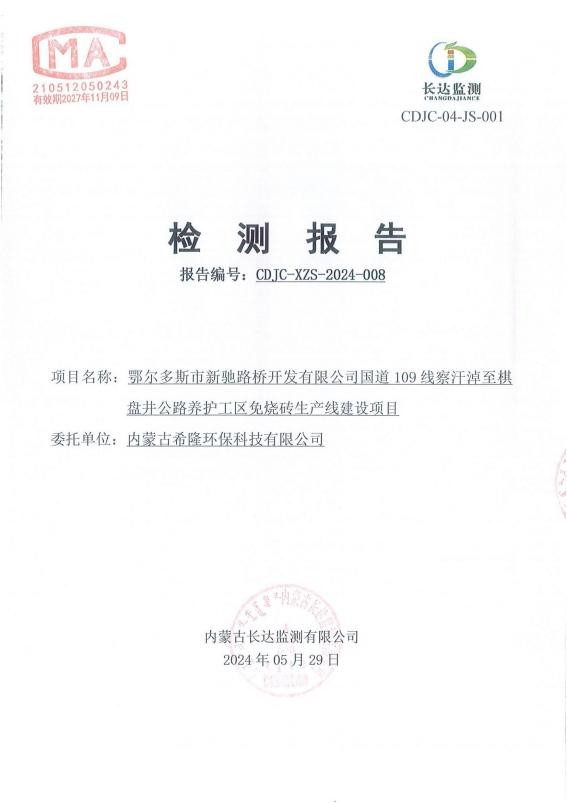 CMA
210512050243
有效期2027年11月09日
长达监测
CHANGDAJIANCE
CDJC-04-JS-001
检 测 报 告
报告编号：CDJC-XZS-2024-008
项目名称：鄂尔多斯市新驰路桥开发有限公司国道 109 线察汗淖至棋
盘井公路养护工区免烧砖生产线建设项目
委托单位：内蒙古希隆环保科技有限公司
内蒙古长达监测有限公司
2024 年 05 月 29 日